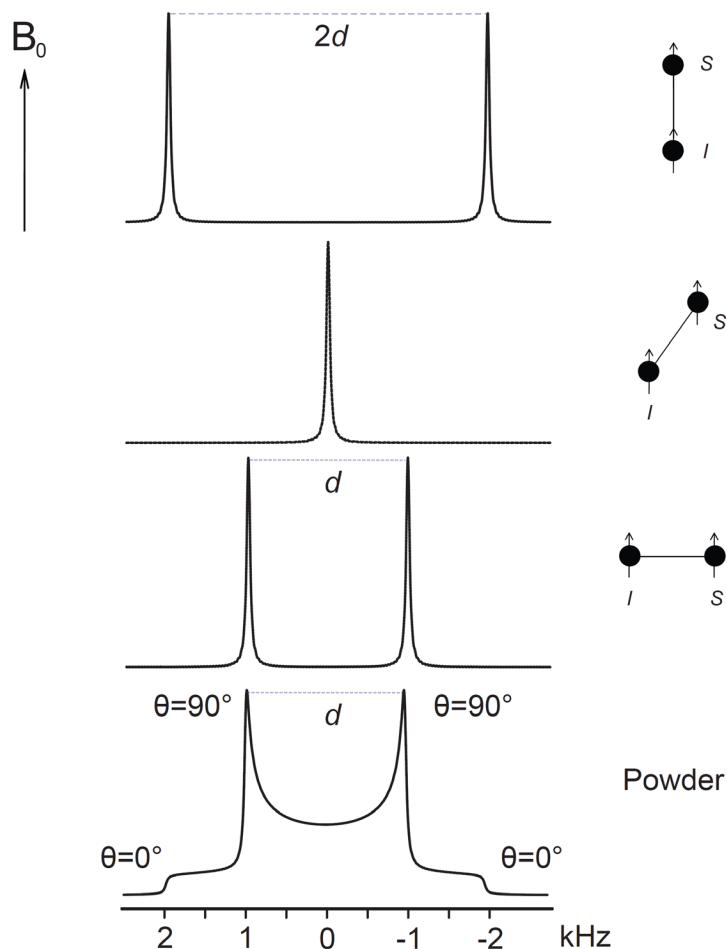 2d
B₀
S
I
S
I
d
I
S
θ=90°
d
θ=90°
Powder
θ=0°
θ=0°
2 1 0 -1 -2 kHz